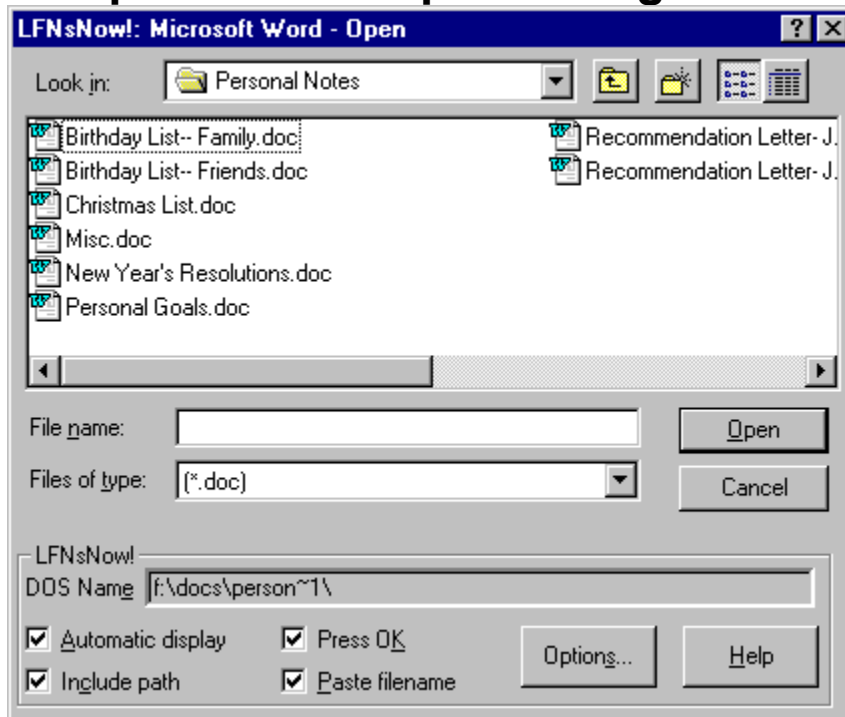 LFNsNow!: Microsoft Word - Open
Look in: Personal Notes
Birthday List-- Family.doc
Birthday List-- Friends.doc
Christmas List.doc
Misc.doc
New Year's Resolutions.doc
Personal Goals.doc
Recommendation Letter- J.
Recommendation Letter- J.
File name:
Open
Files of type: (*.doc)
Cancel
LFNsNow!
DOS Name f:\docs\person~1\
Automatic display
Press OK
Options...
Help
Include path
Paste filename